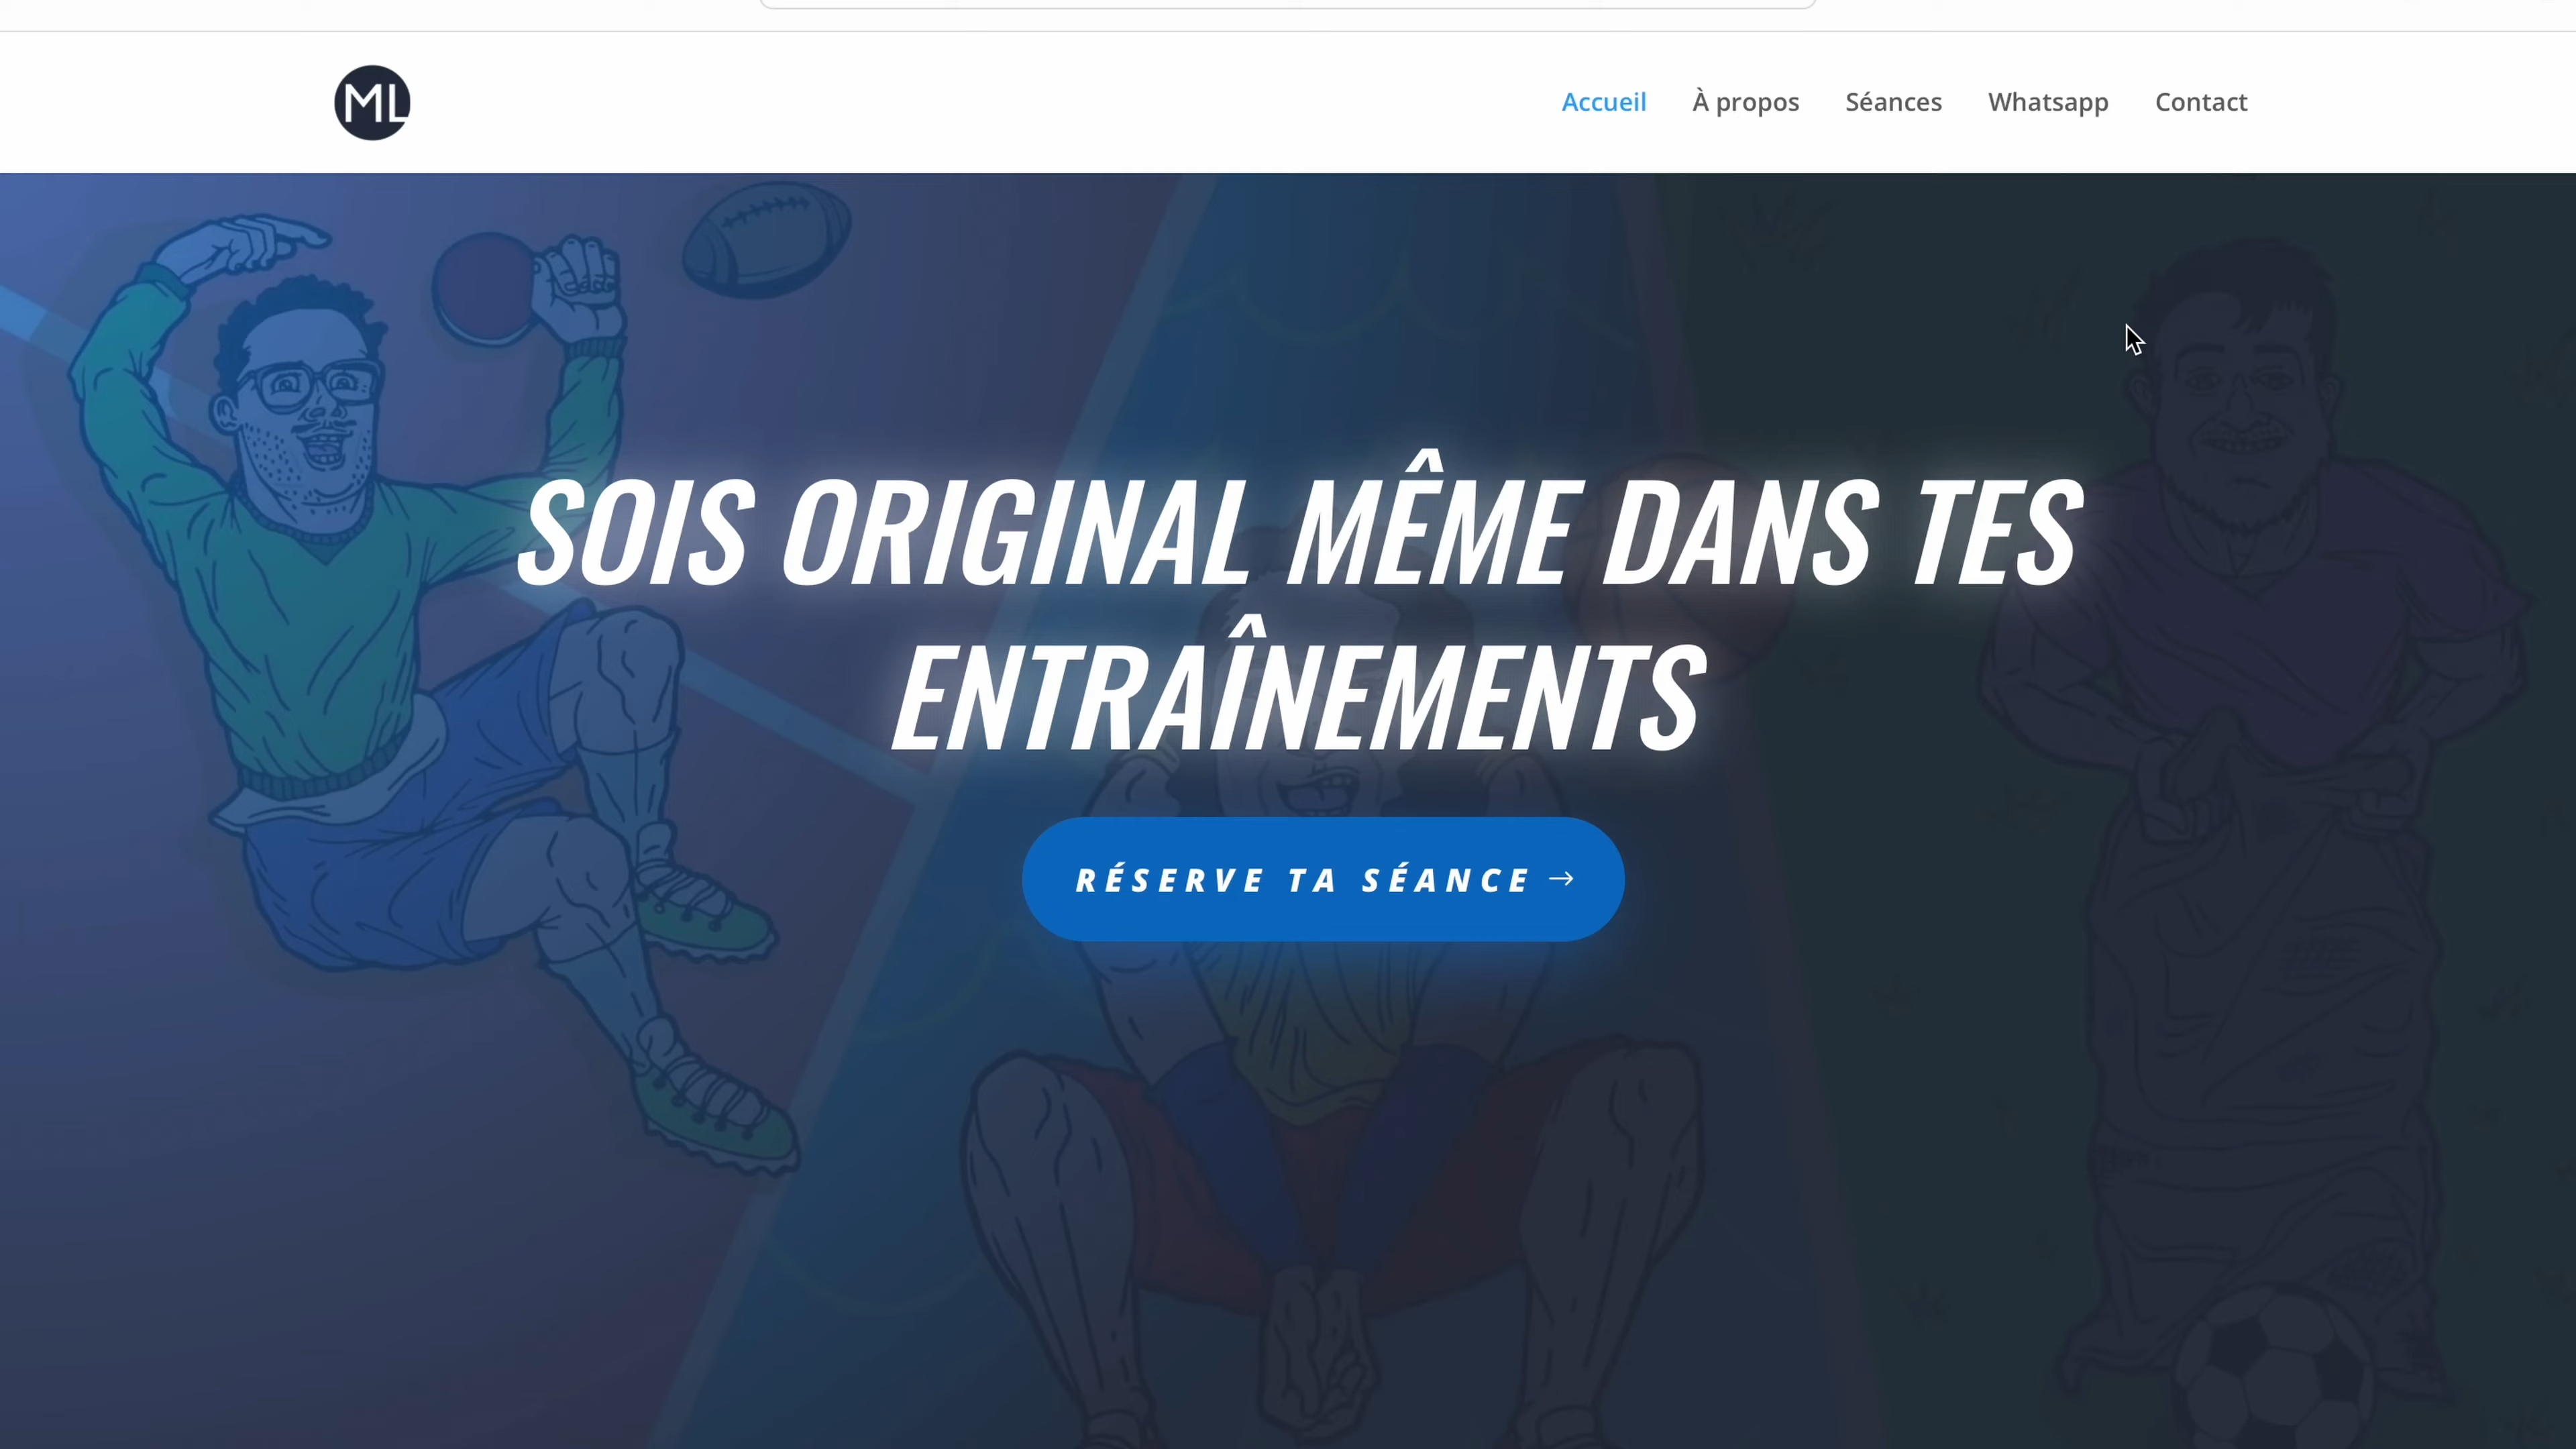 ML
Accueil À propos Séances Whatsapp Contact
SOIS ORIGINAL MÊME DANS TES
ENTRAÎNEMENTS
RÉSERVE TA SÉANCE →